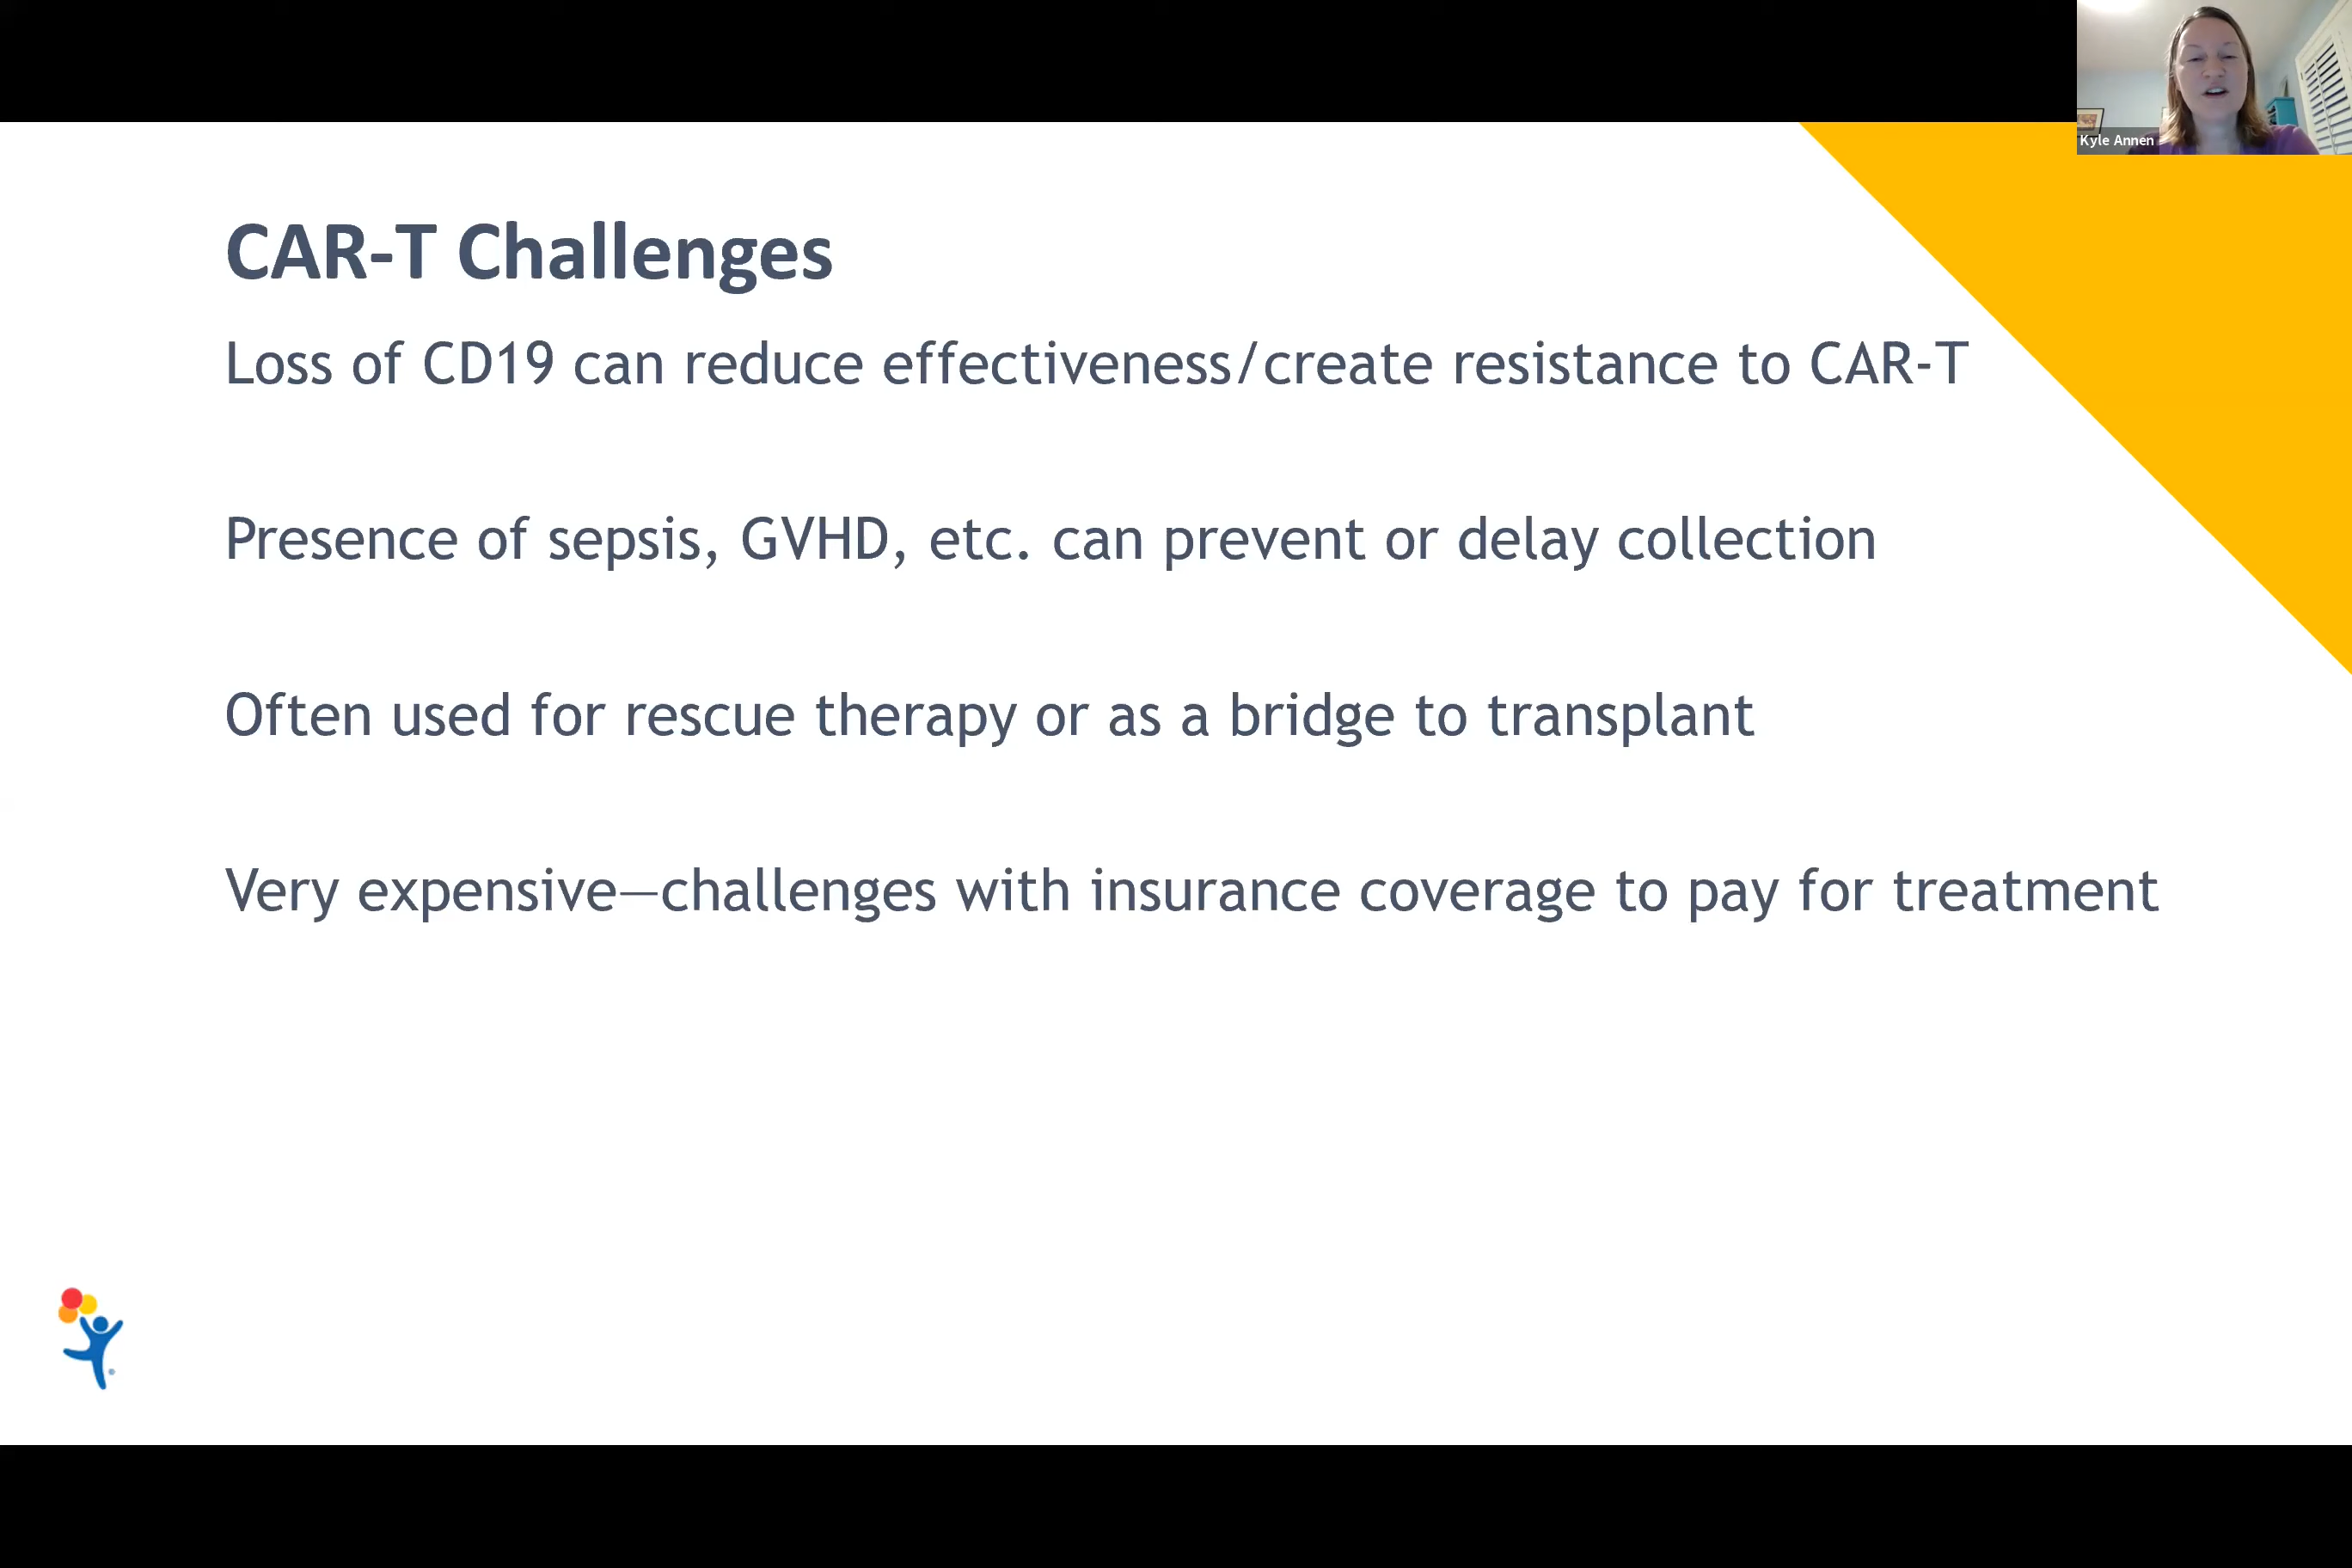 Kyle Annen
CAR-T Challenges
Loss of CD19 can reduce effectiveness/create resistance to CAR-T
Presence of sepsis, GVHD, etc. can prevent or delay collection
Often used for rescue therapy or as a bridge to transplant
Very expensive—challenges with insurance coverage to pay for treatment
®